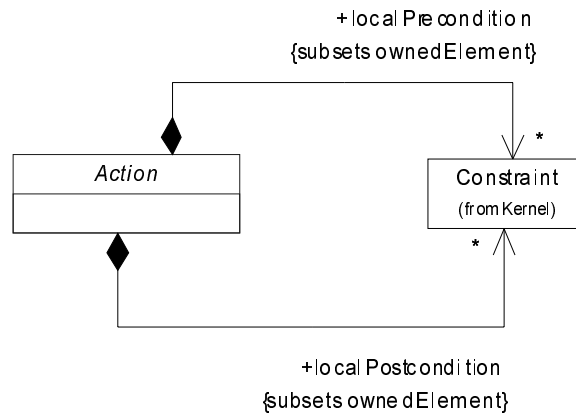 +localPrecondition
{subsets ownedElement}
*
Action
Constraint
(from Kernel)
*
+localPostcondition
{subsets ownedElement}